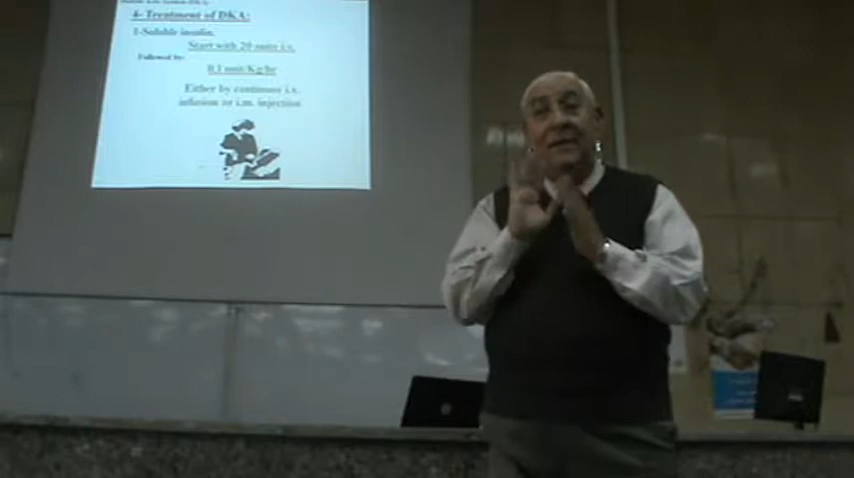 4- Treatment of DKA:
1-Soluble insulin.
Start with 20 units i.v.
Followed by:
0.1 unit/Kg/hr
Either by continuous i.v.
infusion or i.m. injection